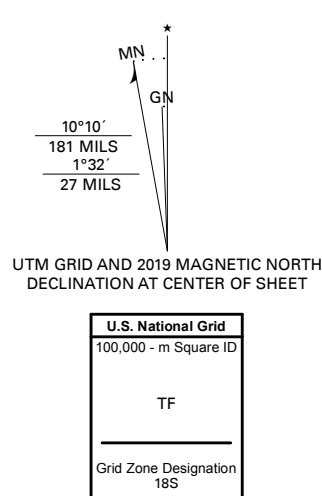 ★
MN
GN
10°10´
181 MILS
1°32´
27 MILS
UTM GRID AND 2019 MAGNETIC NORTH
DECLINATION AT CENTER OF SHEET
U.S. National Grid
100,000 - m Square ID
TF
Grid Zone Designation
18S